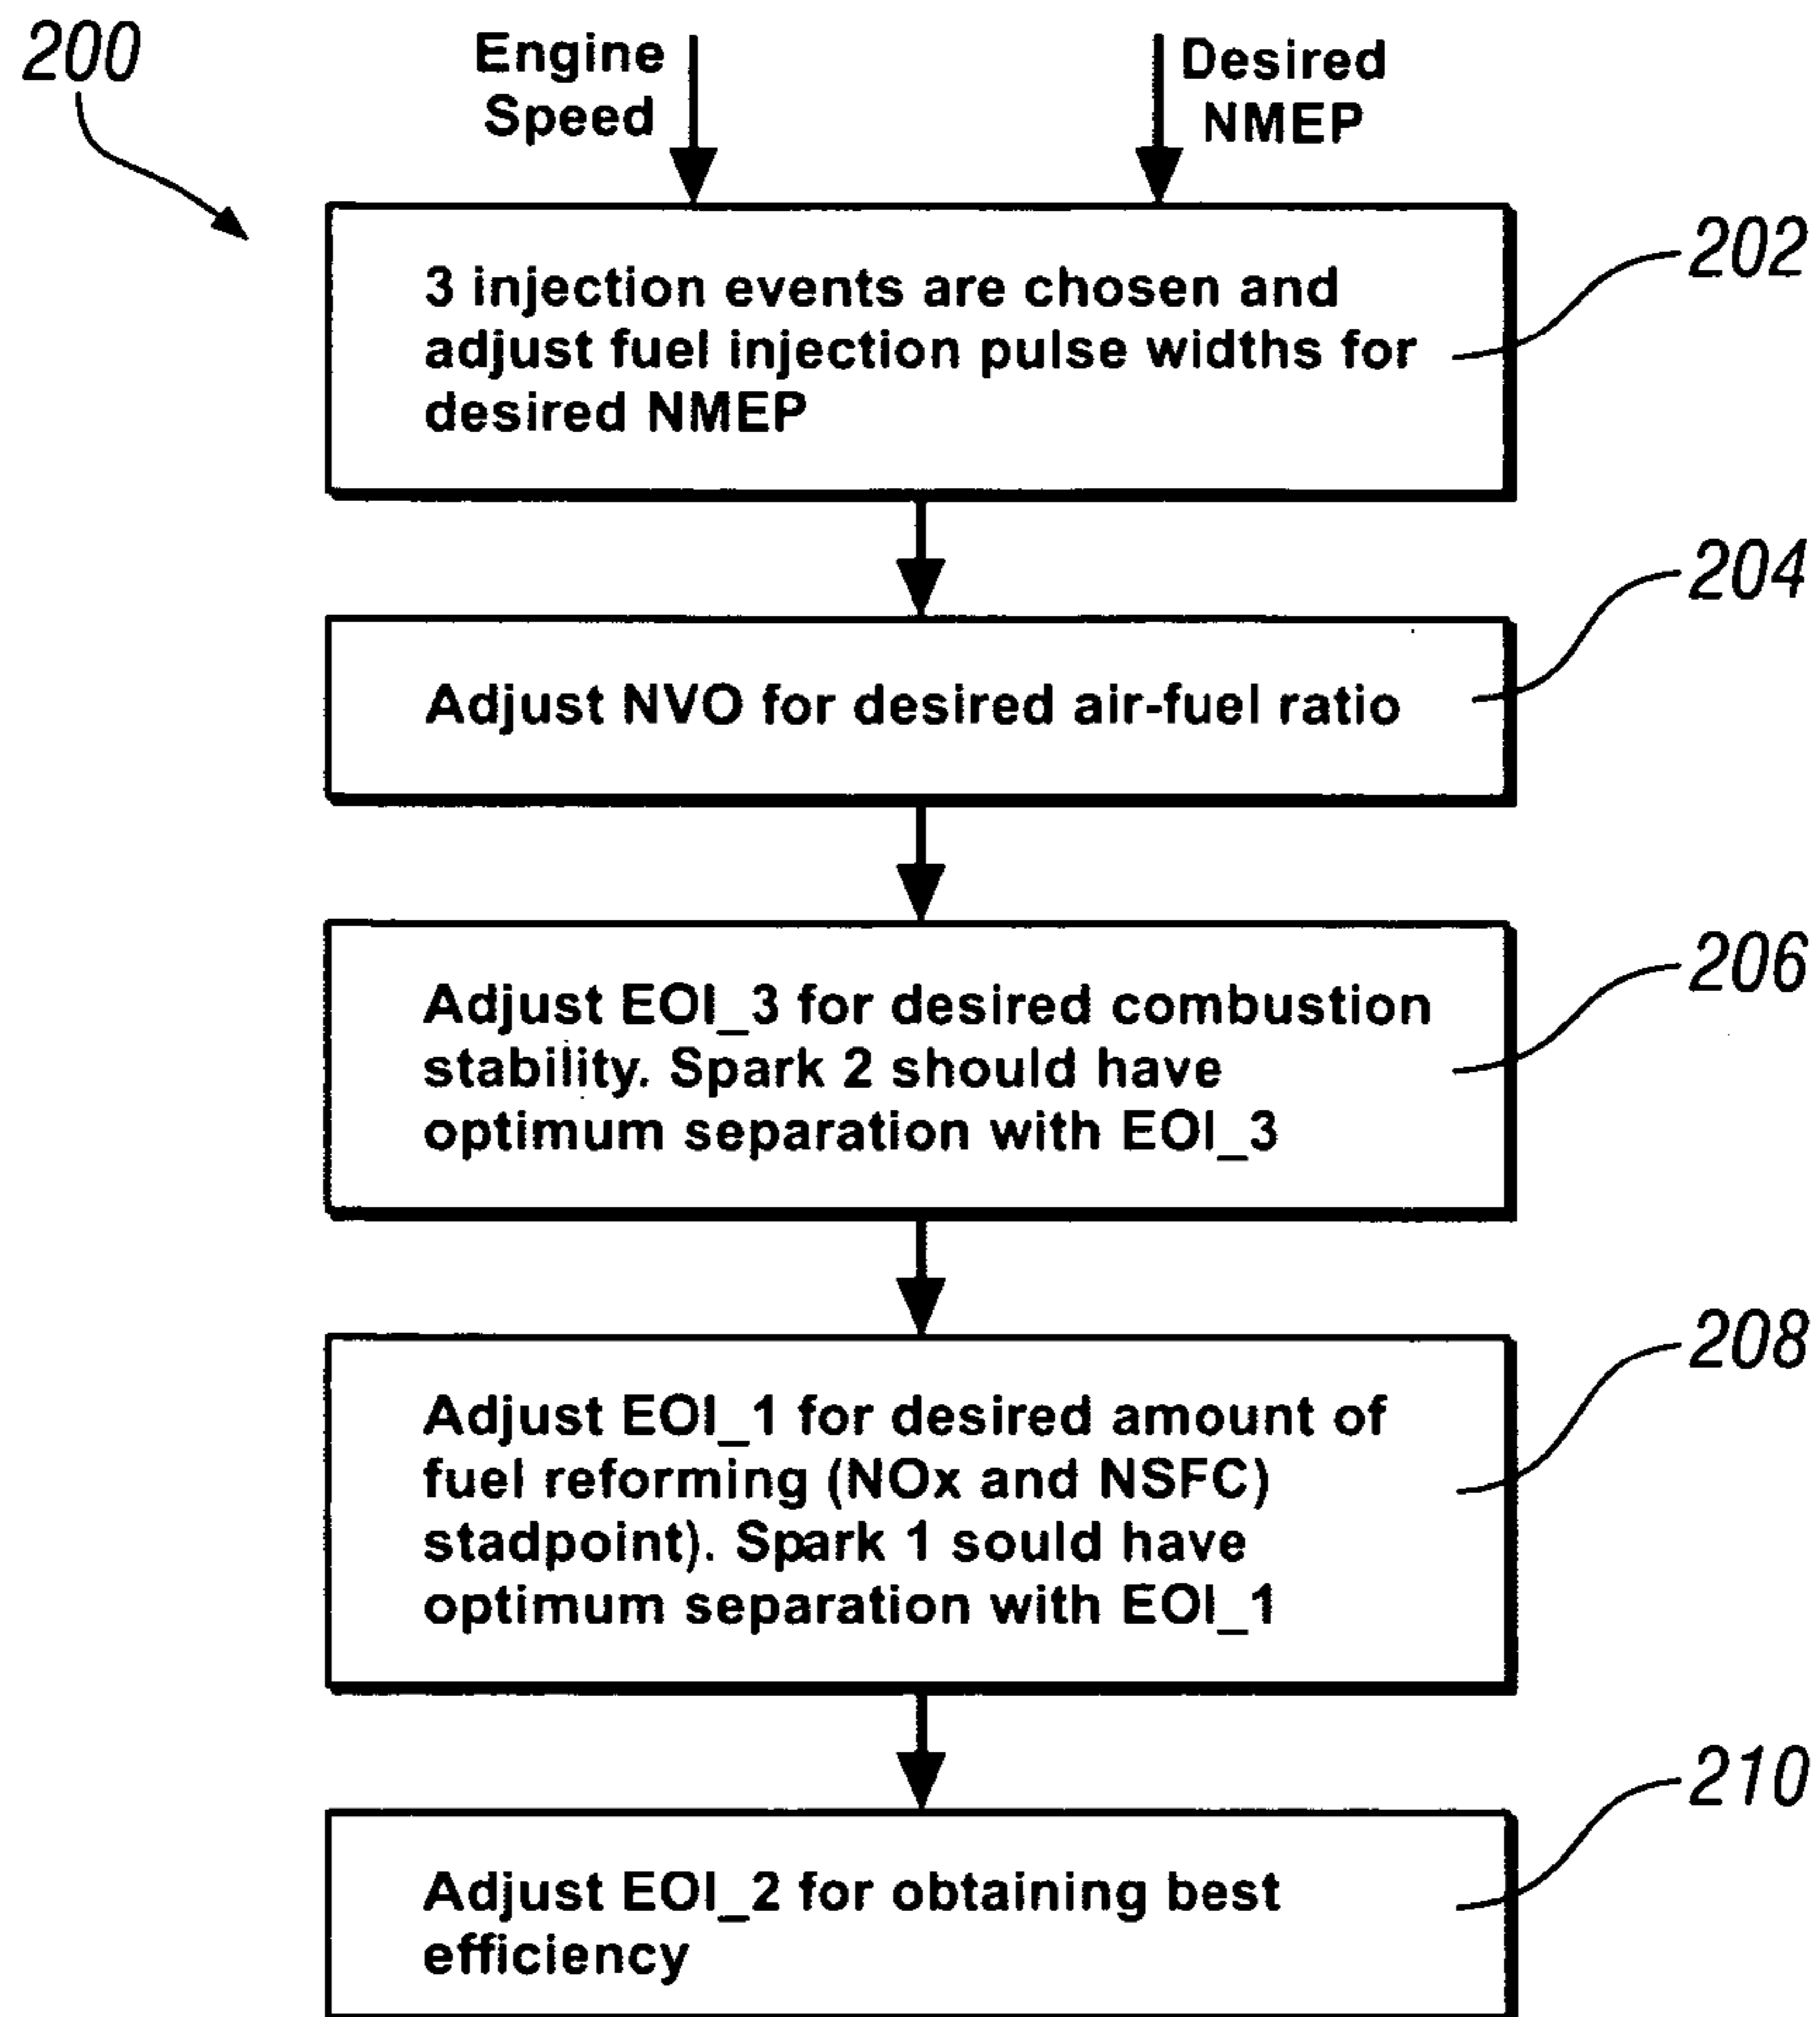 200
Engine
Speed
Desired
NMEP
3 injection events are chosen and
adjust fuel injection pulse widths for
desired NMEP
202
Adjust NVO for desired air-fuel ratio
204
Adjust EOI_3 for desired combustion
stability. Spark 2 should have
optimum separation with EOI_3
206
Adjust EOI_1 for desired amount of
fuel reforming (NOx and NSFC)
stadpoint). Spark 1 sould have
optimum separation with EOI_1
208
Adjust EOI_2 for obtaining best
efficiency
210